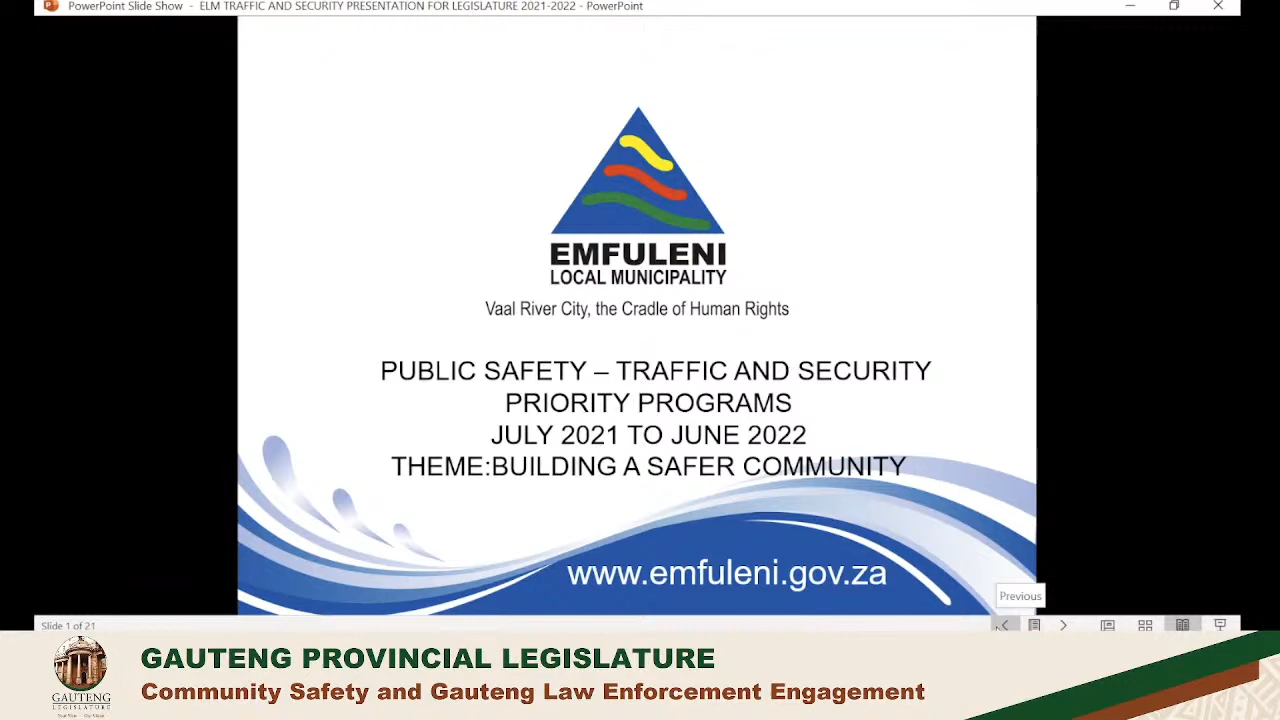 PowerPoint Slide Show - ELM TRAFFIC AND SECURITY PRESENTATION FOR LEGISLATURE 2021-2022 - PowerPoint
EMFULENI
LOCAL MUNICIPALITY
Vaal River City, the Cradle of Human Rights
PUBLIC SAFETY – TRAFFIC AND SECURITY
PRIORITY PROGRAMS
JULY 2021 TO JUNE 2022
THEME:BUILDING A SAFER COMMUNITY
www.emfuleni.gov.za
Previous
Slide 1 of 21
GAUTENG PROVINCIAL LEGISLATURE
Community Safety and Gauteng Law Enforcement Engagement
GAUTENG
LEGISLATURE